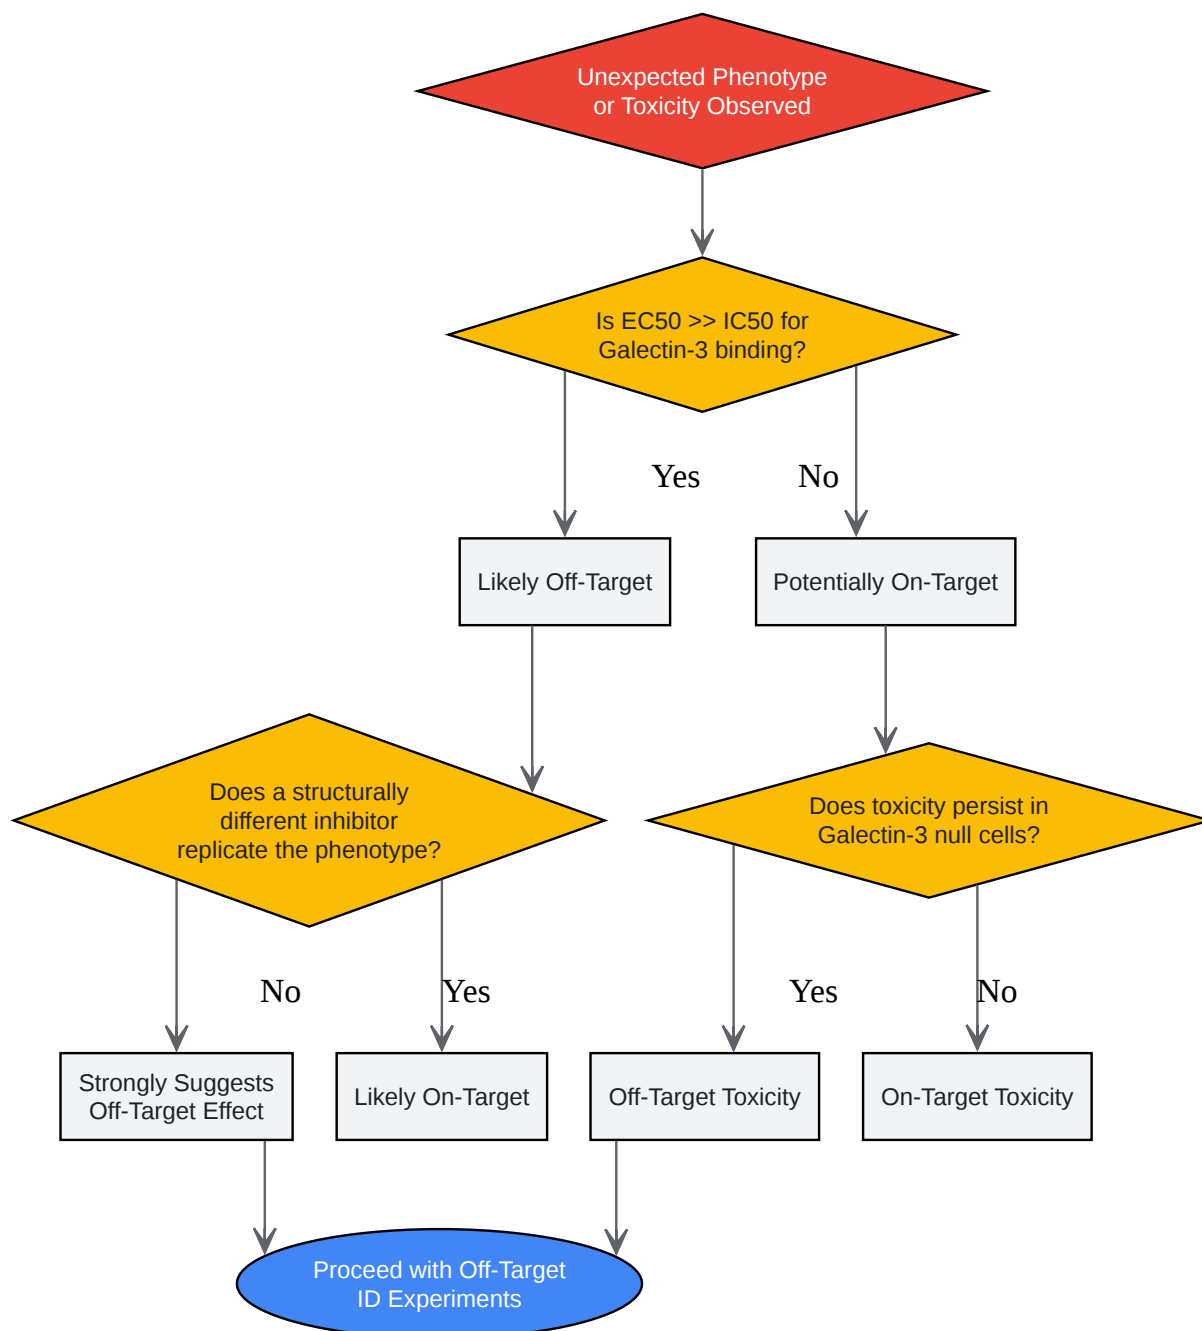 Unexpected Phenotype
or Toxicity Observed
Is EC50 >> IC50 for
Galectin-3 binding?
Yes
No
Likely Off-Target
Potentially On-Target
Does a structurally
different inhibitor
replicate the phenotype?
Does toxicity persist in
Galectin-3 null cells?
No
Yes
Yes
No
Strongly Suggests
Off-Target Effect
Likely On-Target
Off-Target Toxicity
On-Target Toxicity
Proceed with Off-Target
ID Experiments